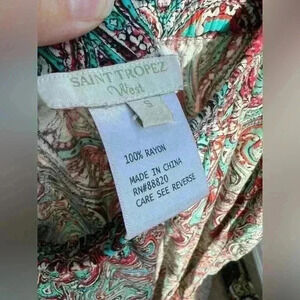 SAINT TROPEZ
West
S
100% RAYON
MADE IN CHINA
RN#88820
CARE SEE REVERSE